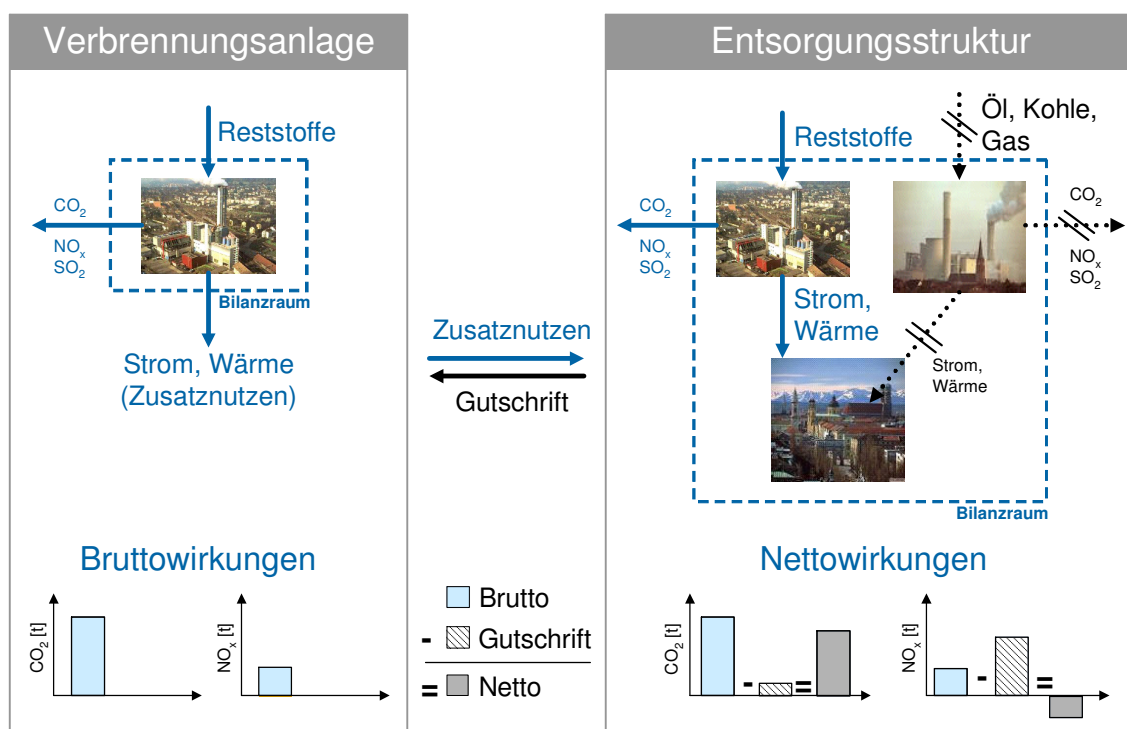 Verbrennungsanlage
Reststoffe
CO₂
NOₓ
SO₂
Bilanzraum
Strom, Wärme
(Zusatznutzen)
Bruttowirkungen
CO₂ [t]
NOₓ [t]
Zusatznutzen
Gutschrift
Brutto
- Gutschrift
= Netto
Entsorgungsstruktur
Reststoffe
Öl, Kohle,
Gas
CO₂
NOₓ
SO₂
CO₂
NOₓ
SO₂
Strom,
Wärme
Strom,
Wärme
Bilanzraum
Nettowirkungen
CO₂ [t]
- =
NOₓ [t]
- =